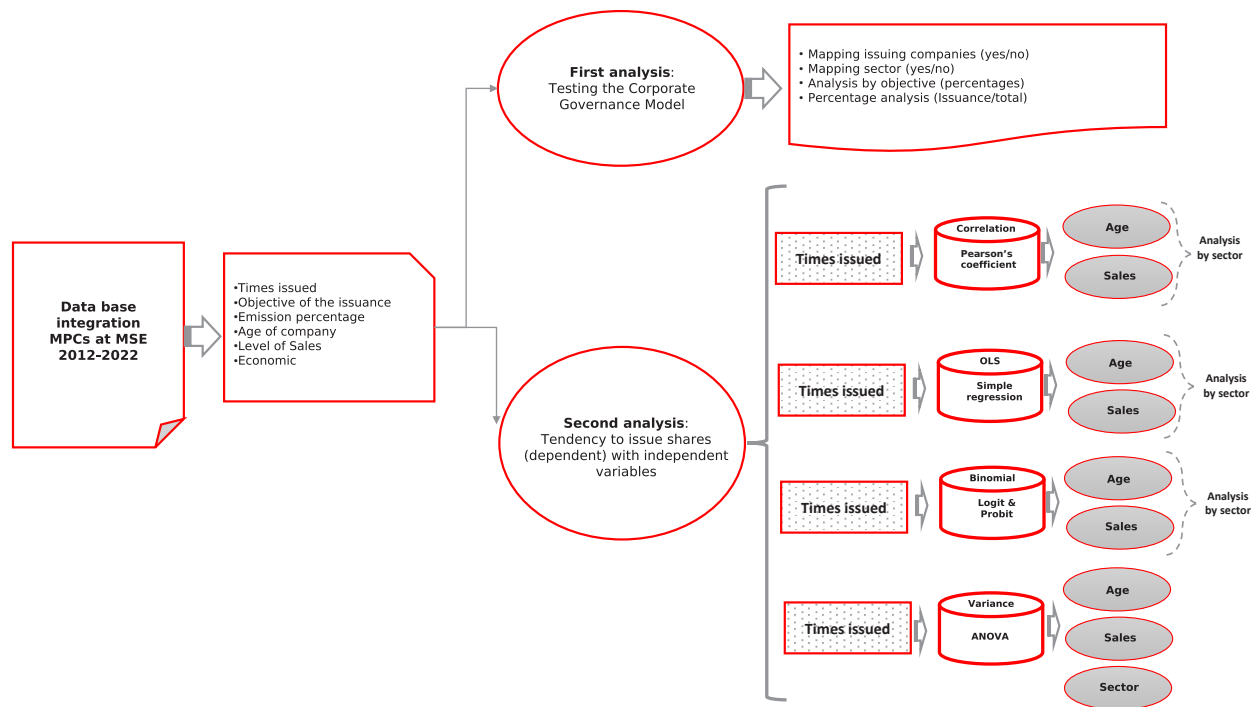 Data base
integration
MPCs at MSE
2012–2022
•Times issued
•Objective of the issuance
•Emission percentage
•Age of company
•Level of Sales
•Economic
First analysis:
Testing the Corporate
Governance Model
• Mapping issuing companies (yes/no)
• Mapping sector (yes/no)
• Analysis by objective (percentages)
• Percentage analysis (Issuance/total)
Second analysis:
Tendency to issue shares
(dependent) with independent
variables
Times issued
Correlation
Pearson’s
coefficient
Age
Sales
Analysis
by sector
Times issued
OLS
Simple
regression
Age
Sales
Analysis
by sector
Times issued
Binomial
Logit &
Probit
Age
Sales
Analysis
by sector
Times issued
Variance
ANOVA
Age
Sales
Sector